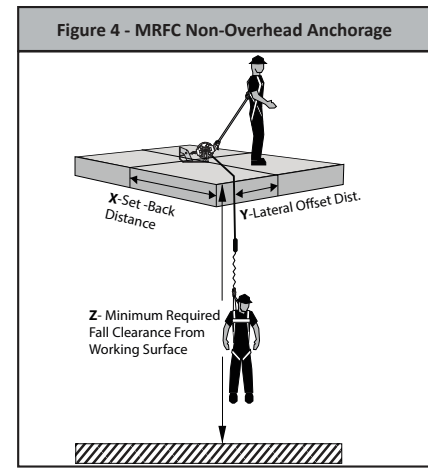 Figure 4 - MRFC Non-Overhead Anchorage
X-Set -Back
Distance
Y-Lateral Offset Dist.
Z- Minimum Required
Fall Clearance From
Working Surface